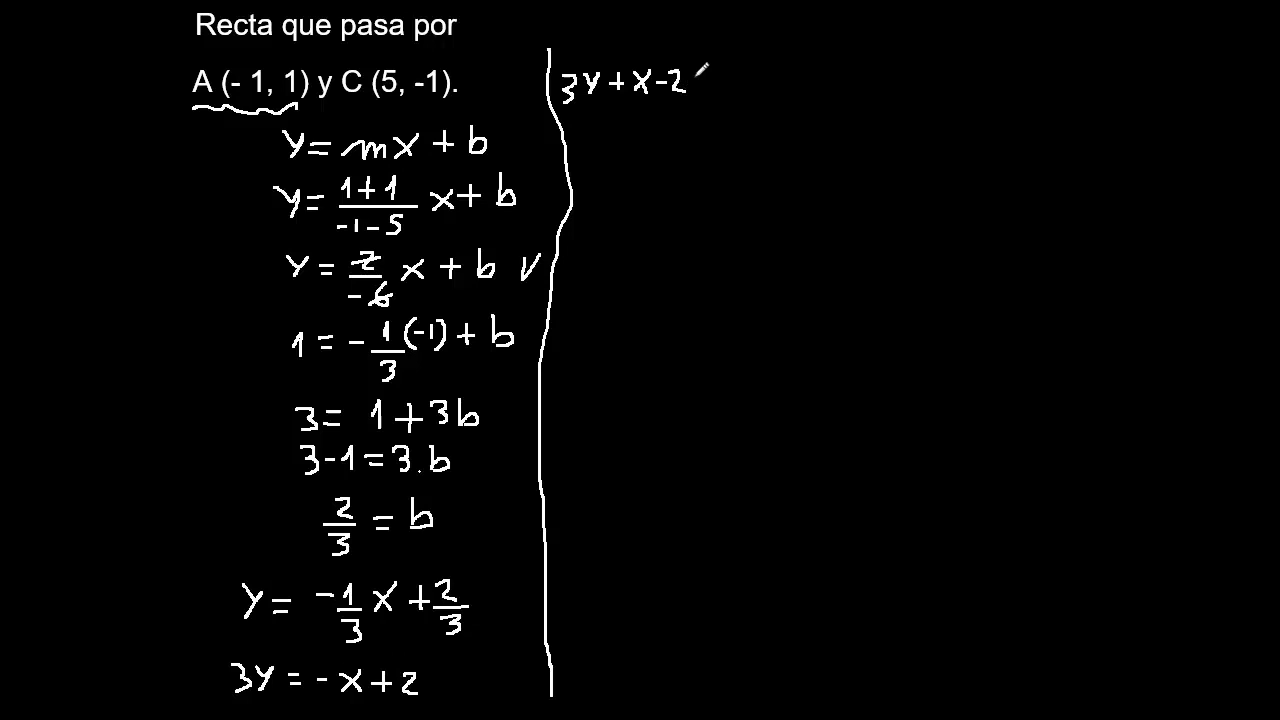 Recta que pasa por
A (- 1, 1) y C (5, -1).
y = mx + b
y = 1+1/-1-5 x + b
y = 2/-6 x + b √
1 = - 1/3 (-1) + b
3 = 1 + 3b
3 - 1 = 3.b
2/3 = b
y = -1/3 x + 2/3
3y = - x + 2
3y + x - 2